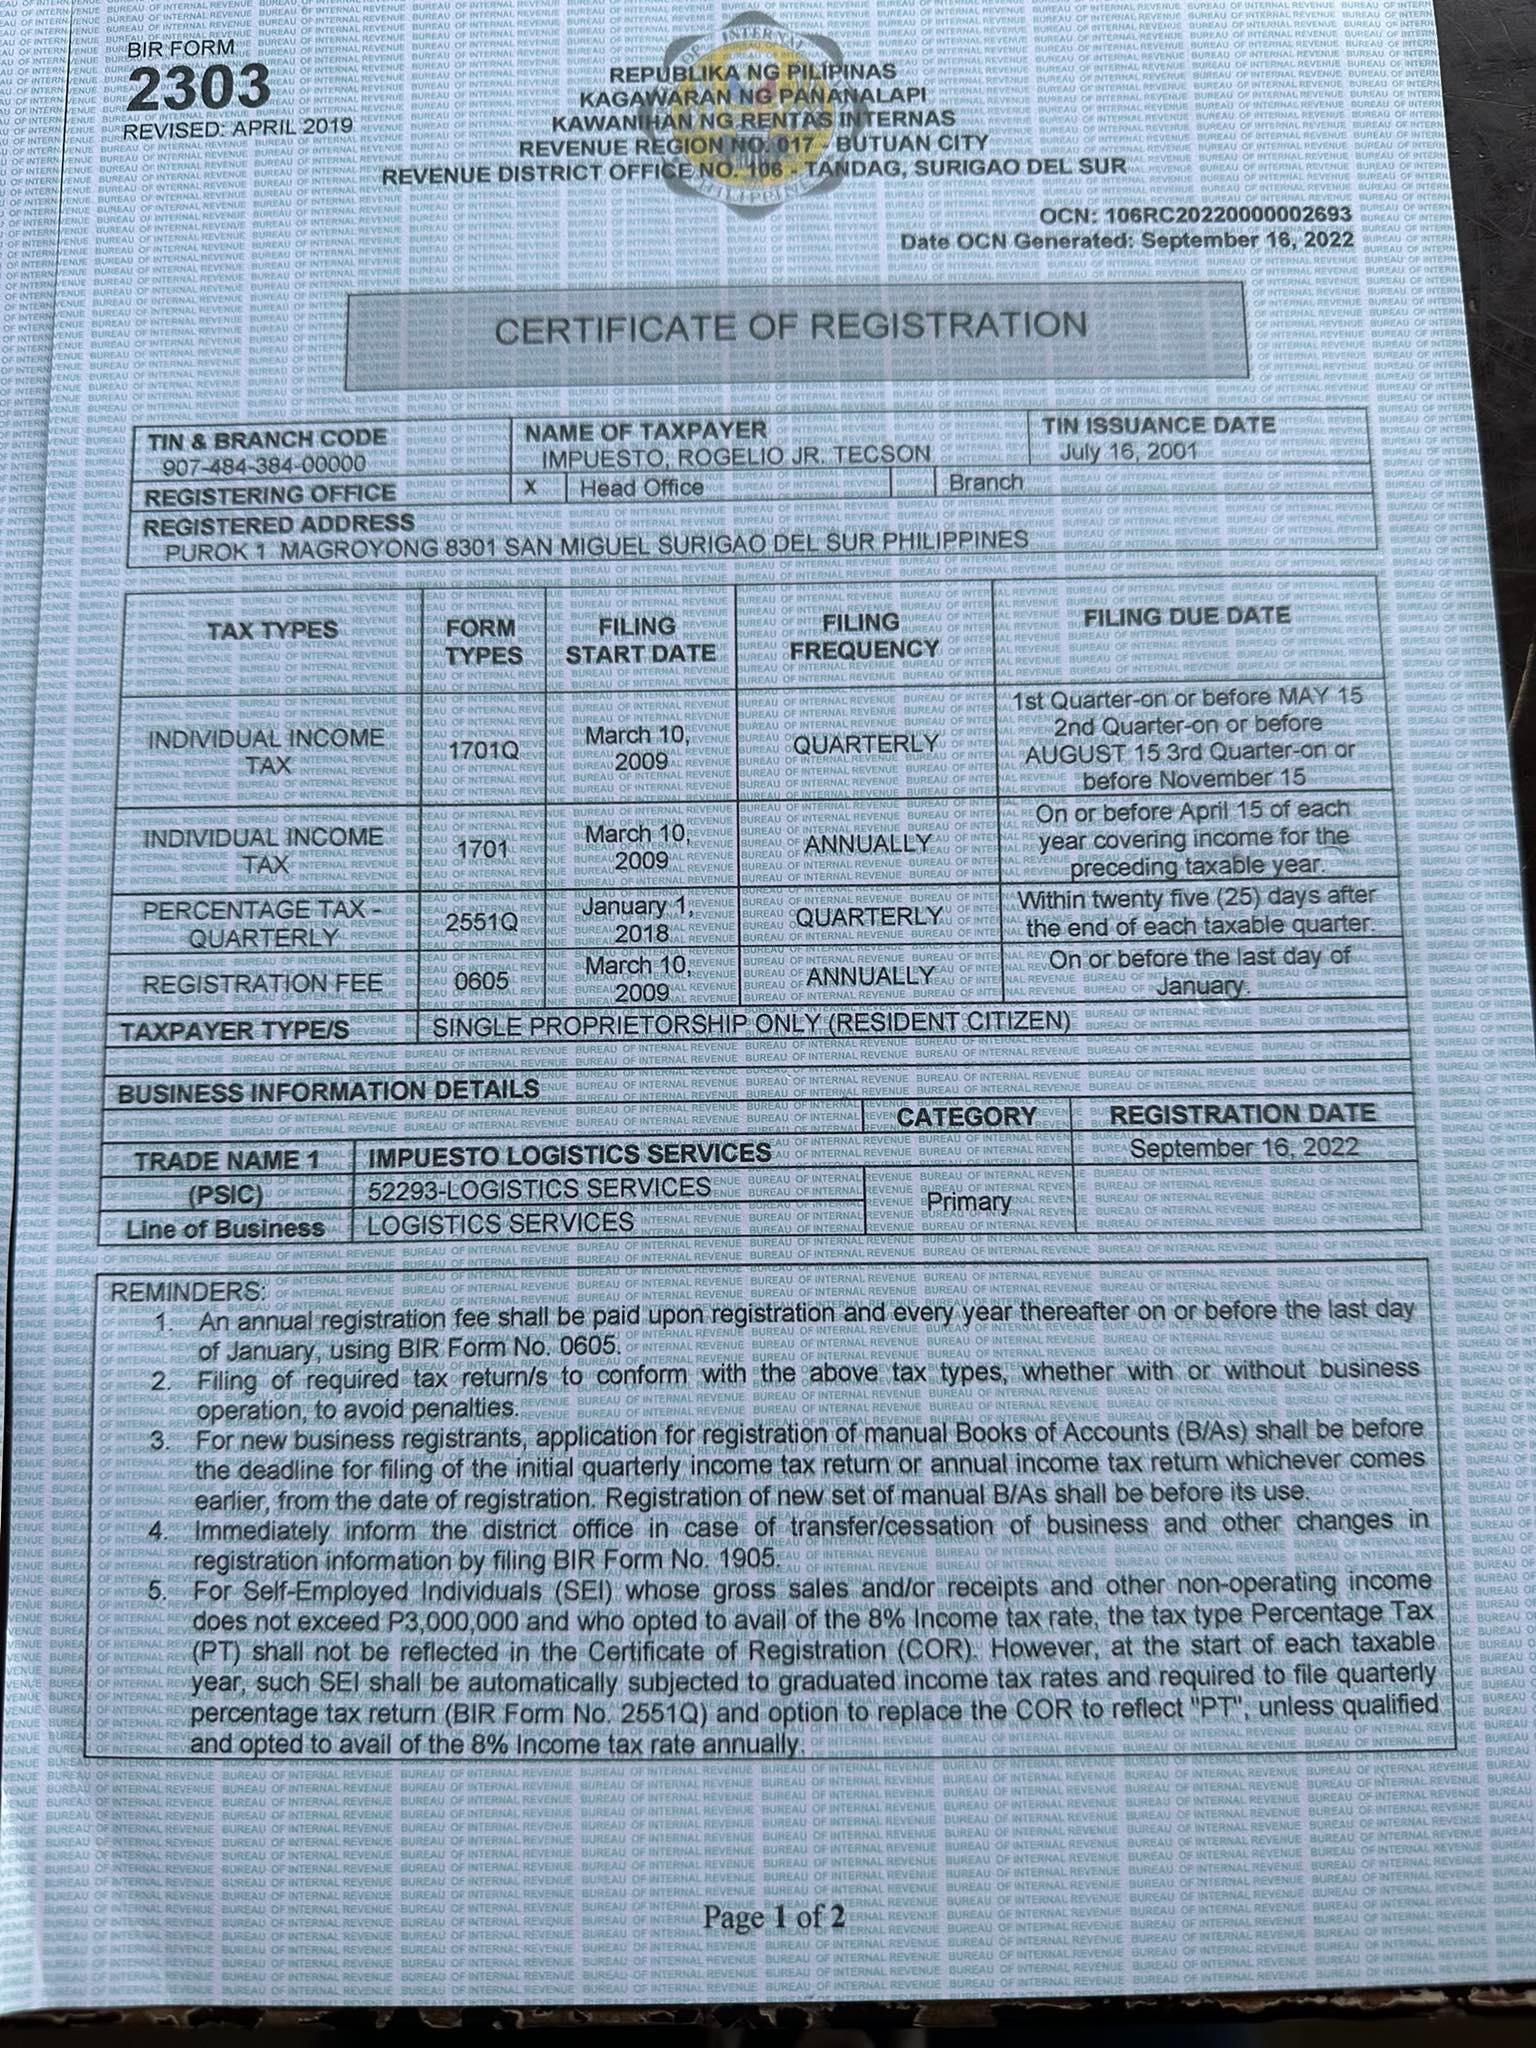 BIR FORM
2303
REVISED: APRIL 2019
REPUBLIKA NG PILIPINAS
KAGAWARAN NG PANANALAPI
KAWANIHAN NG RENTAS INTERNAS
REVENUE REGION NO. 017 - BUTUAN CITY
REVENUE DISTRICT OFFICE NO. 106 - TANDAG, SURIGAO DEL SUR
OCN: 106RC20220000002693
Date OCN Generated: September 16, 2022
CERTIFICATE OF REGISTRATION
TIN & BRANCH CODE
907-484-384-00000
NAME OF TAXPAYER
IMPUESTO, ROGELIO JR. TECSON
TIN ISSUANCE DATE
July 16, 2001
REGISTERING OFFICE X Head Office Branch
REGISTERED ADDRESS
PUROK 1 MAGROYONG 8301 SAN MIGUEL SURIGAO DEL SUR PHILIPPINES
TAX TYPES
FORM
TYPES
FILING
START DATE
FILING
FREQUENCY
FILING DUE DATE
INDIVIDUAL INCOME
TAX
1701Q
March 10,
2009
QUARTERLY
1st Quarter-on or before MAY 15
2nd Quarter-on or before
AUGUST 15 3rd Quarter-on or
before November 15
INDIVIDUAL INCOME
TAX
1701
March 10,
2009
ANNUALLY
On or before April 15 of each
year covering income for the
preceding taxable year.
PERCENTAGE TAX -
QUARTERLY
2551Q
January 1,
2018
QUARTERLY
Within twenty five (25) days after
the end of each taxable quarter.
REGISTRATION FEE
0605
March 10,
2009
ANNUALLY
On or before the last day of
January.
TAXPAYER TYPE/S SINGLE PROPRIETORSHIP ONLY (RESIDENT CITIZEN)
BUSINESS INFORMATION DETAILS
CATEGORY REGISTRATION DATE
TRADE NAME 1 IMPUESTO LOGISTICS SERVICES September 16, 2022
(PSIC) 52293-LOGISTICS SERVICES Primary
Line of Business LOGISTICS SERVICES
REMINDERS:
1. An annual registration fee shall be paid upon registration and every year thereafter on or before the last day
of January, using BIR Form No. 0605.
2. Filing of required tax return/s to conform with the above tax types, whether with or without business
operation, to avoid penalties.
3. For new business registrants, application for registration of manual Books of Accounts (B/As) shall be before
the deadline for filing of the initial quarterly income tax return or annual income tax return whichever comes
earlier, from the date of registration. Registration of new set of manual B/As shall be before its use.
4. Immediately inform the district office in case of transfer/cessation of business and other changes in
registration information by filing BIR Form No. 1905.
5. For Self-Employed Individuals (SEI) whose gross sales and/or receipts and other non-operating income
does not exceed P3,000,000 and who opted to avail of the 8% Income tax rate, the tax type Percentage Tax
(PT) shall not be reflected in the Certificate of Registration (COR). However, at the start of each taxable
year, such SEI shall be automatically subjected to graduated income tax rates and required to file quarterly
percentage tax return (BIR Form No. 2551Q) and option to replace the COR to reflect "PT", unless qualified
and opted to avail of the 8% Income tax rate annually.
Page 1 of 2